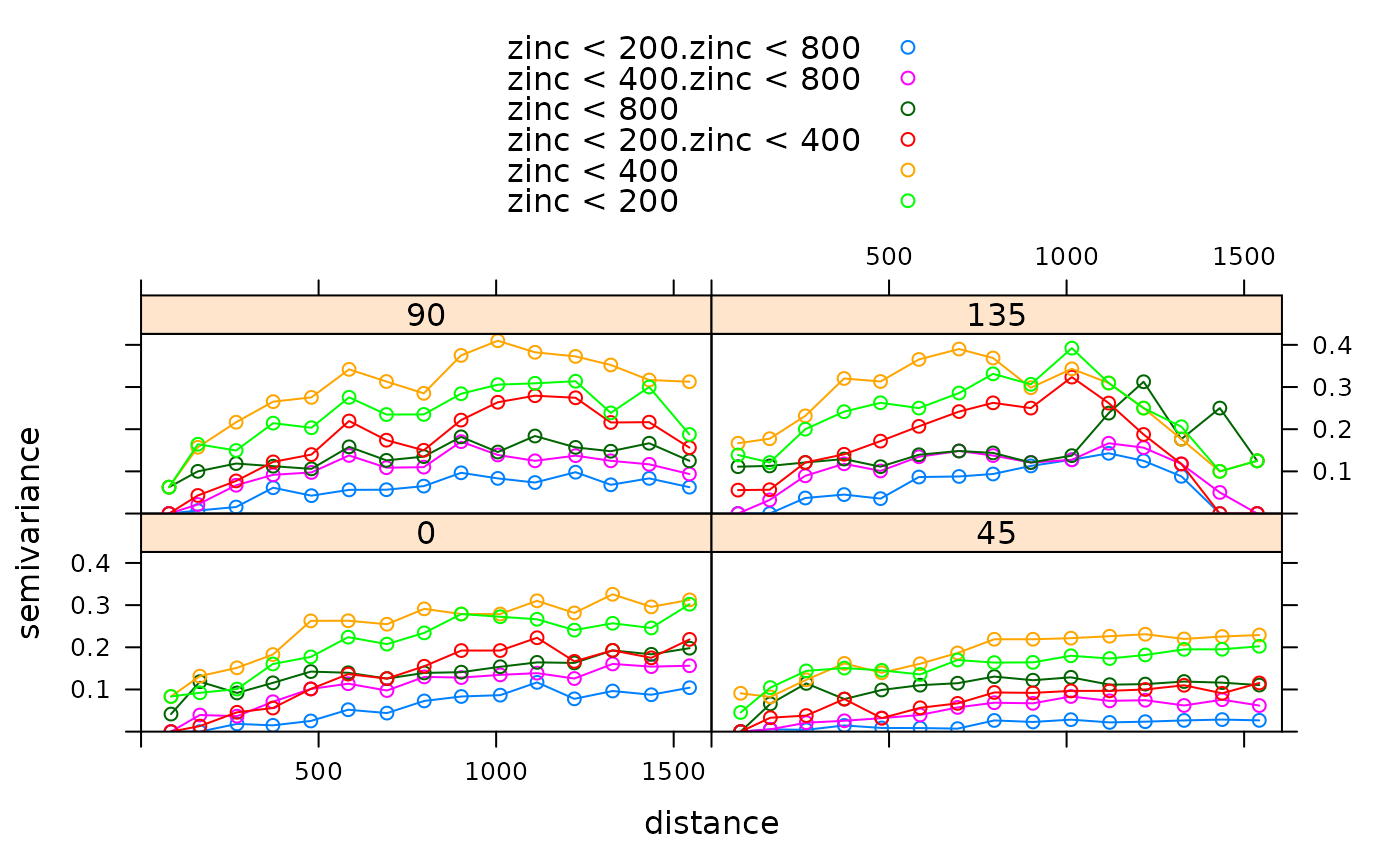 zinc < 200.zinc < 800
zinc < 400.zinc < 800
zinc < 800
zinc < 200.zinc < 400
zinc < 400
zinc < 200
500 1000 1500
90 135
0.4
0.3
0.2
0.1
0 45
0.4
0.3
0.2
0.1
semivariance
500 1000 1500
distance